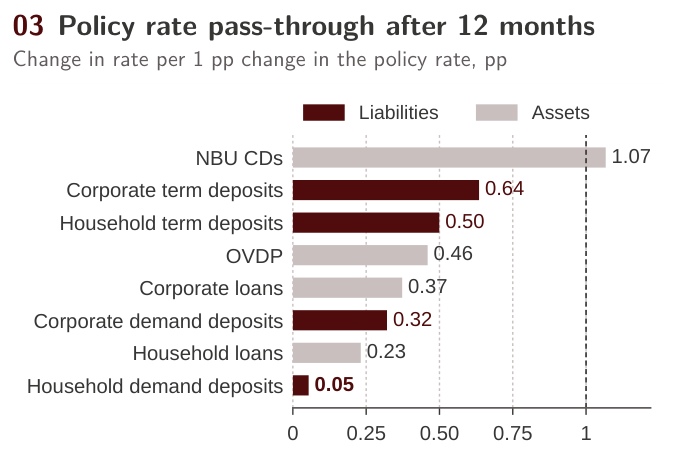 03 Policy rate pass-through after 12 months
Change in rate per 1 pp change in the policy rate, pp
Liabilities Assets
NBU CDs 1.07
Corporate term deposits 0.64
Household term deposits 0.50
OVDP 0.46
Corporate loans 0.37
Corporate demand deposits 0.32
Household loans 0.23
Household demand deposits 0.05
0 0.25 0.50 0.75 1